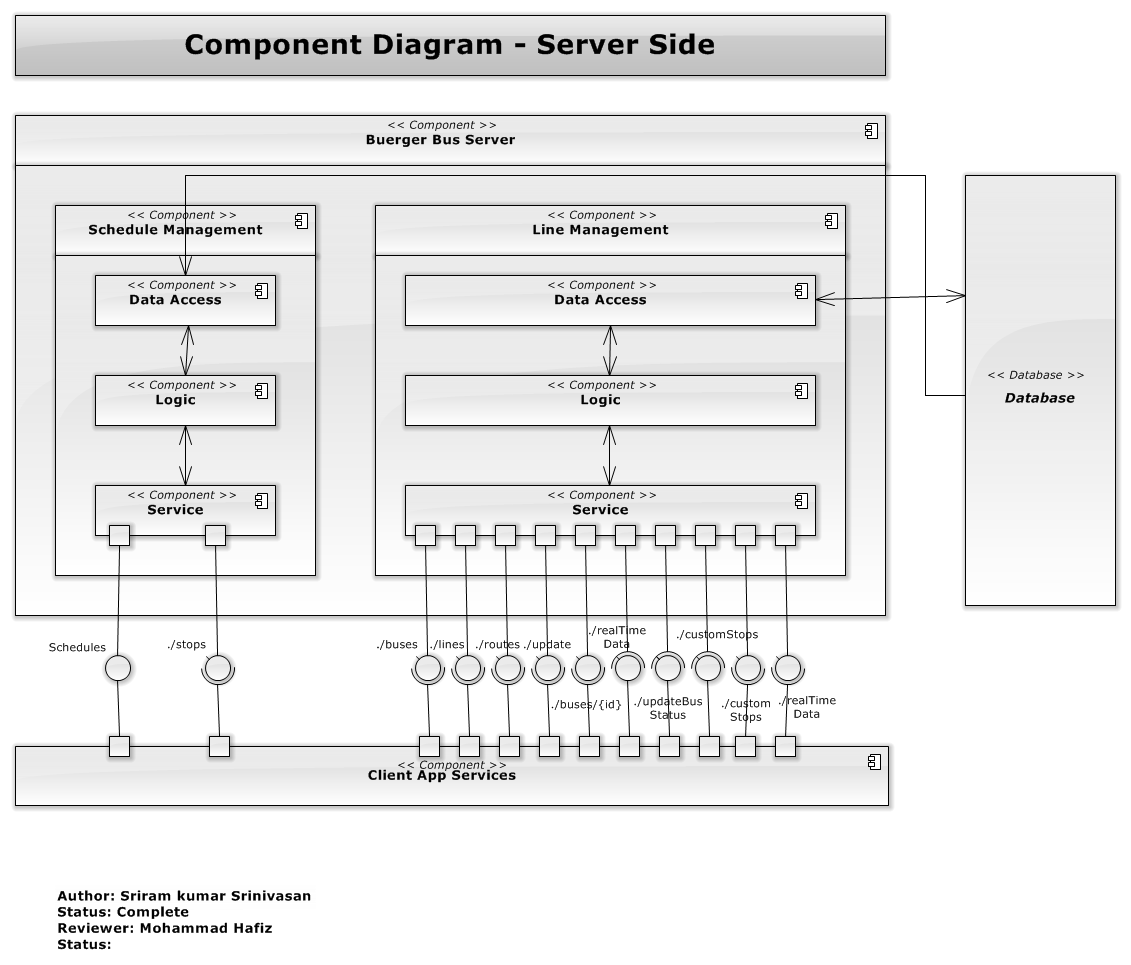 Component Diagram - Server Side
<< Component >>
Buerger Bus Server
<< Component >>
Schedule Management
<< Component >>
Data Access
<< Component >>
Logic
<< Component >>
Service
<< Component >>
Line Management
<< Component >>
Data Access
<< Component >>
Logic
<< Component >>
Service
<< Database >>
Database
Schedules
./stops
./buses
./lines
./routes
./update
./realTime
Data
./customStops
./buses/{id}
./updateBus
Status
./custom
Stops
./realTime
Data
<< Component >>
Client App Services
Author: Sriram kumar Srinivasan
Status: Complete
Reviewer: Mohammad Hafiz
Status: